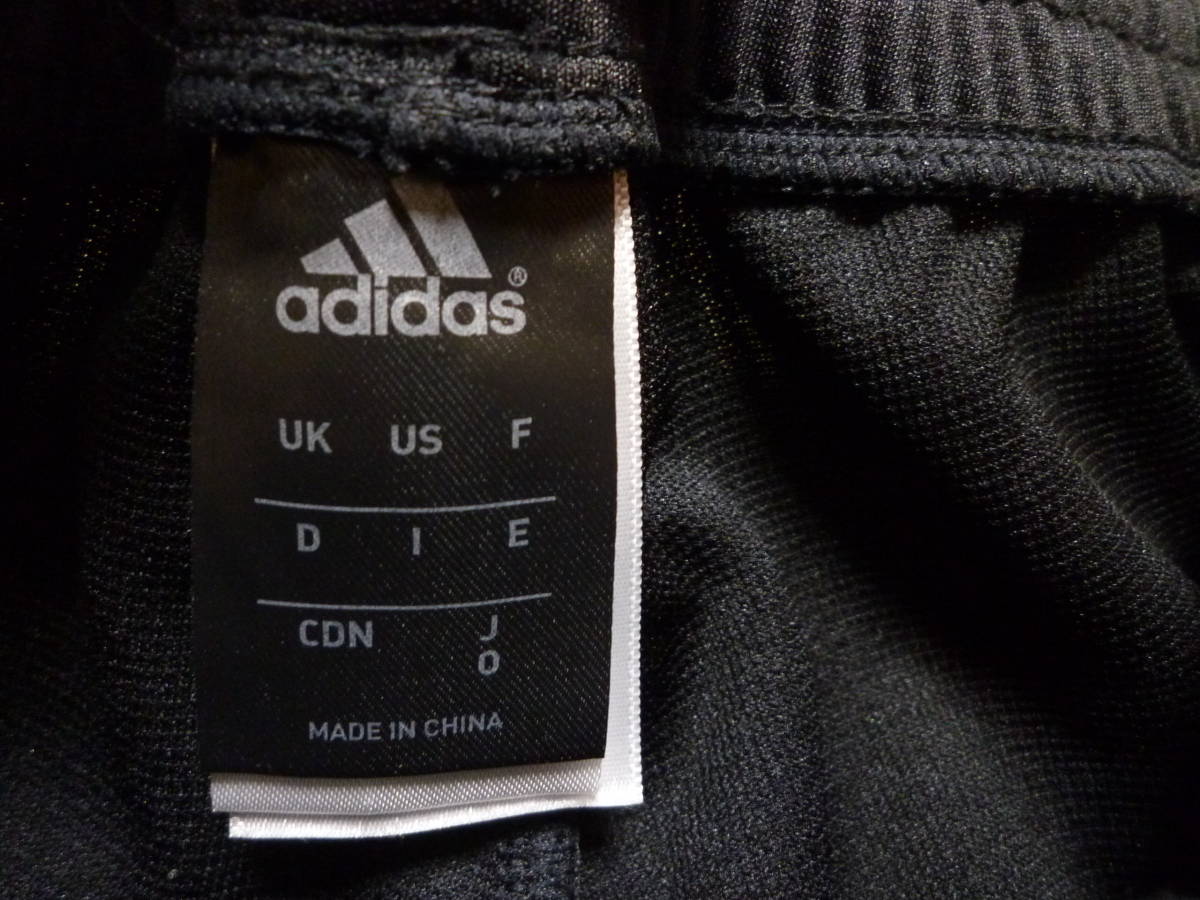 adidas®
UK US F
D I E
CDN J
O
MADE IN CHINA